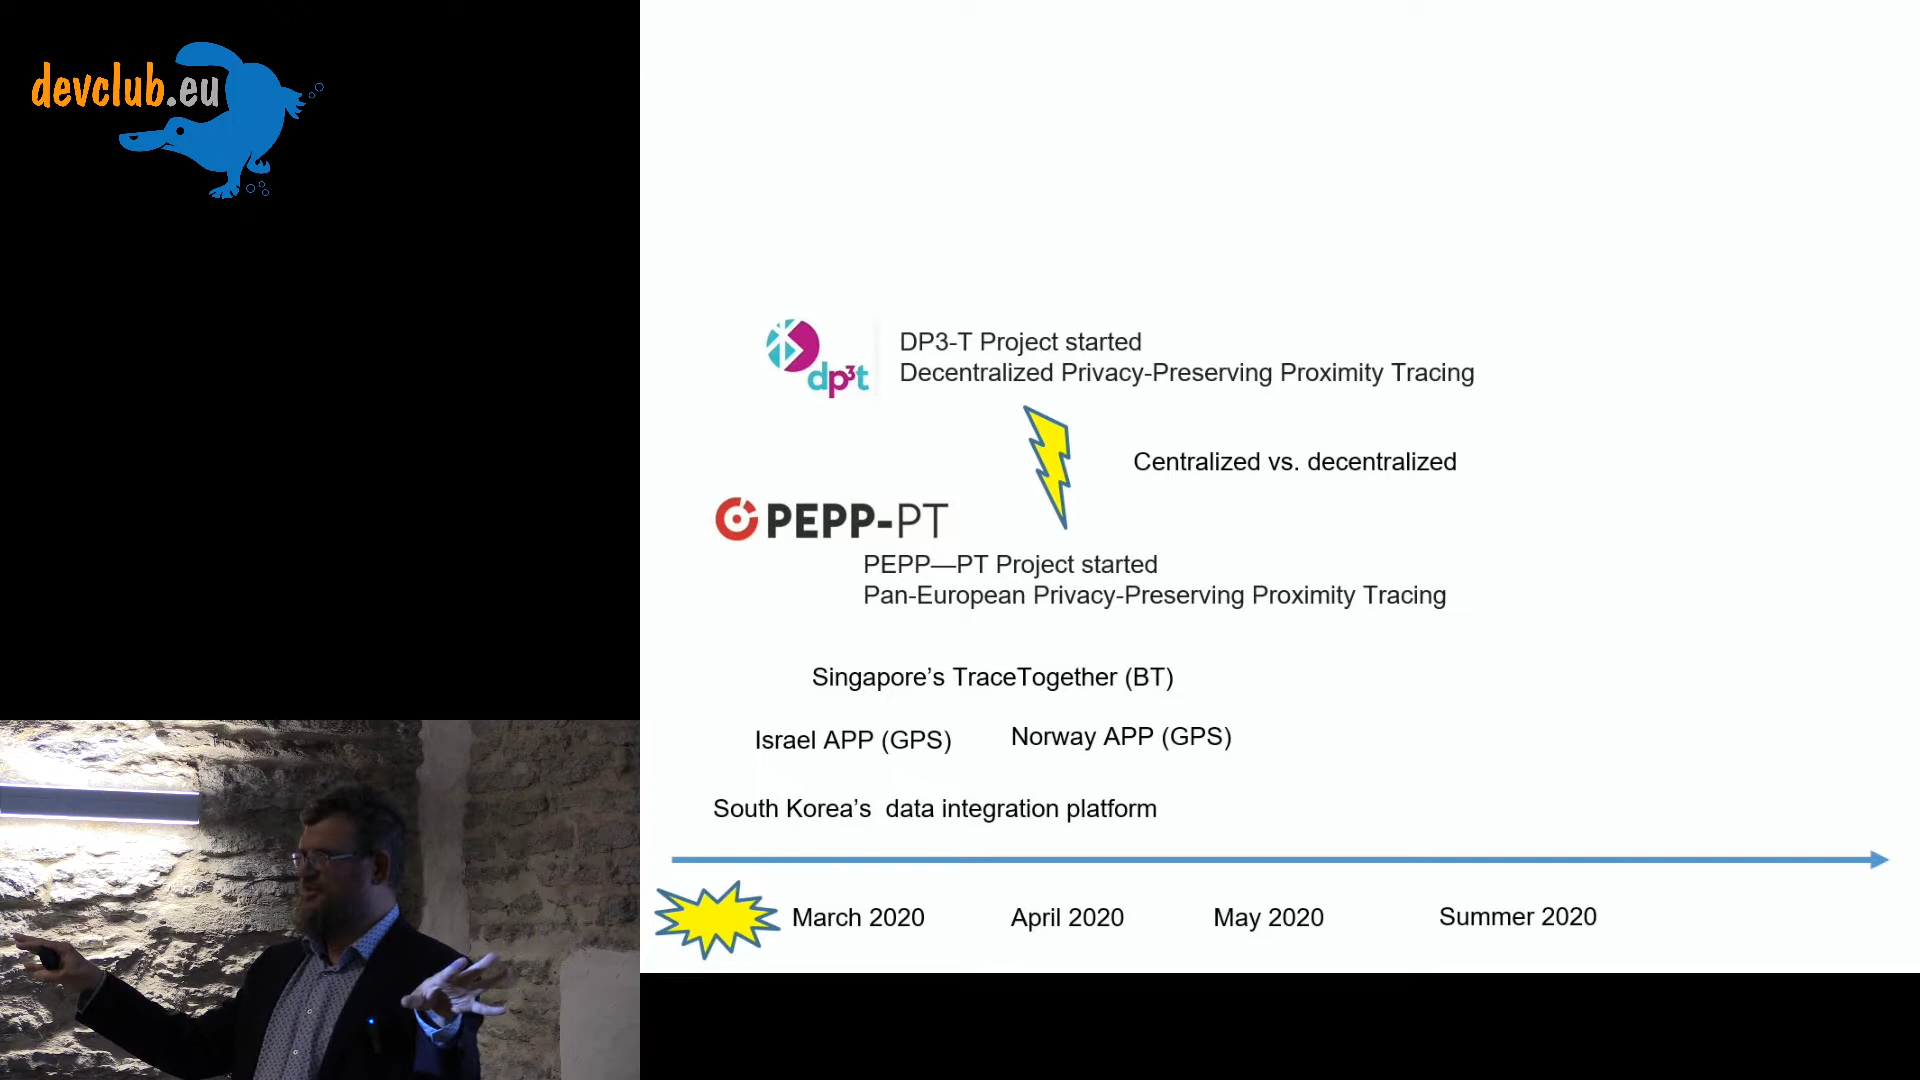 devclub.eu
dp3t
DP3-T Project started
Decentralized Privacy-Preserving Proximity Tracing
Centralized vs. decentralized
PEPP-PT
PEPP—PT Project started
Pan-European Privacy-Preserving Proximity Tracing
Singapore’s TraceTogether (BT)
Israel APP (GPS)
Norway APP (GPS)
South Korea’s  data integration platform
March 2020
April 2020
May 2020
Summer 2020